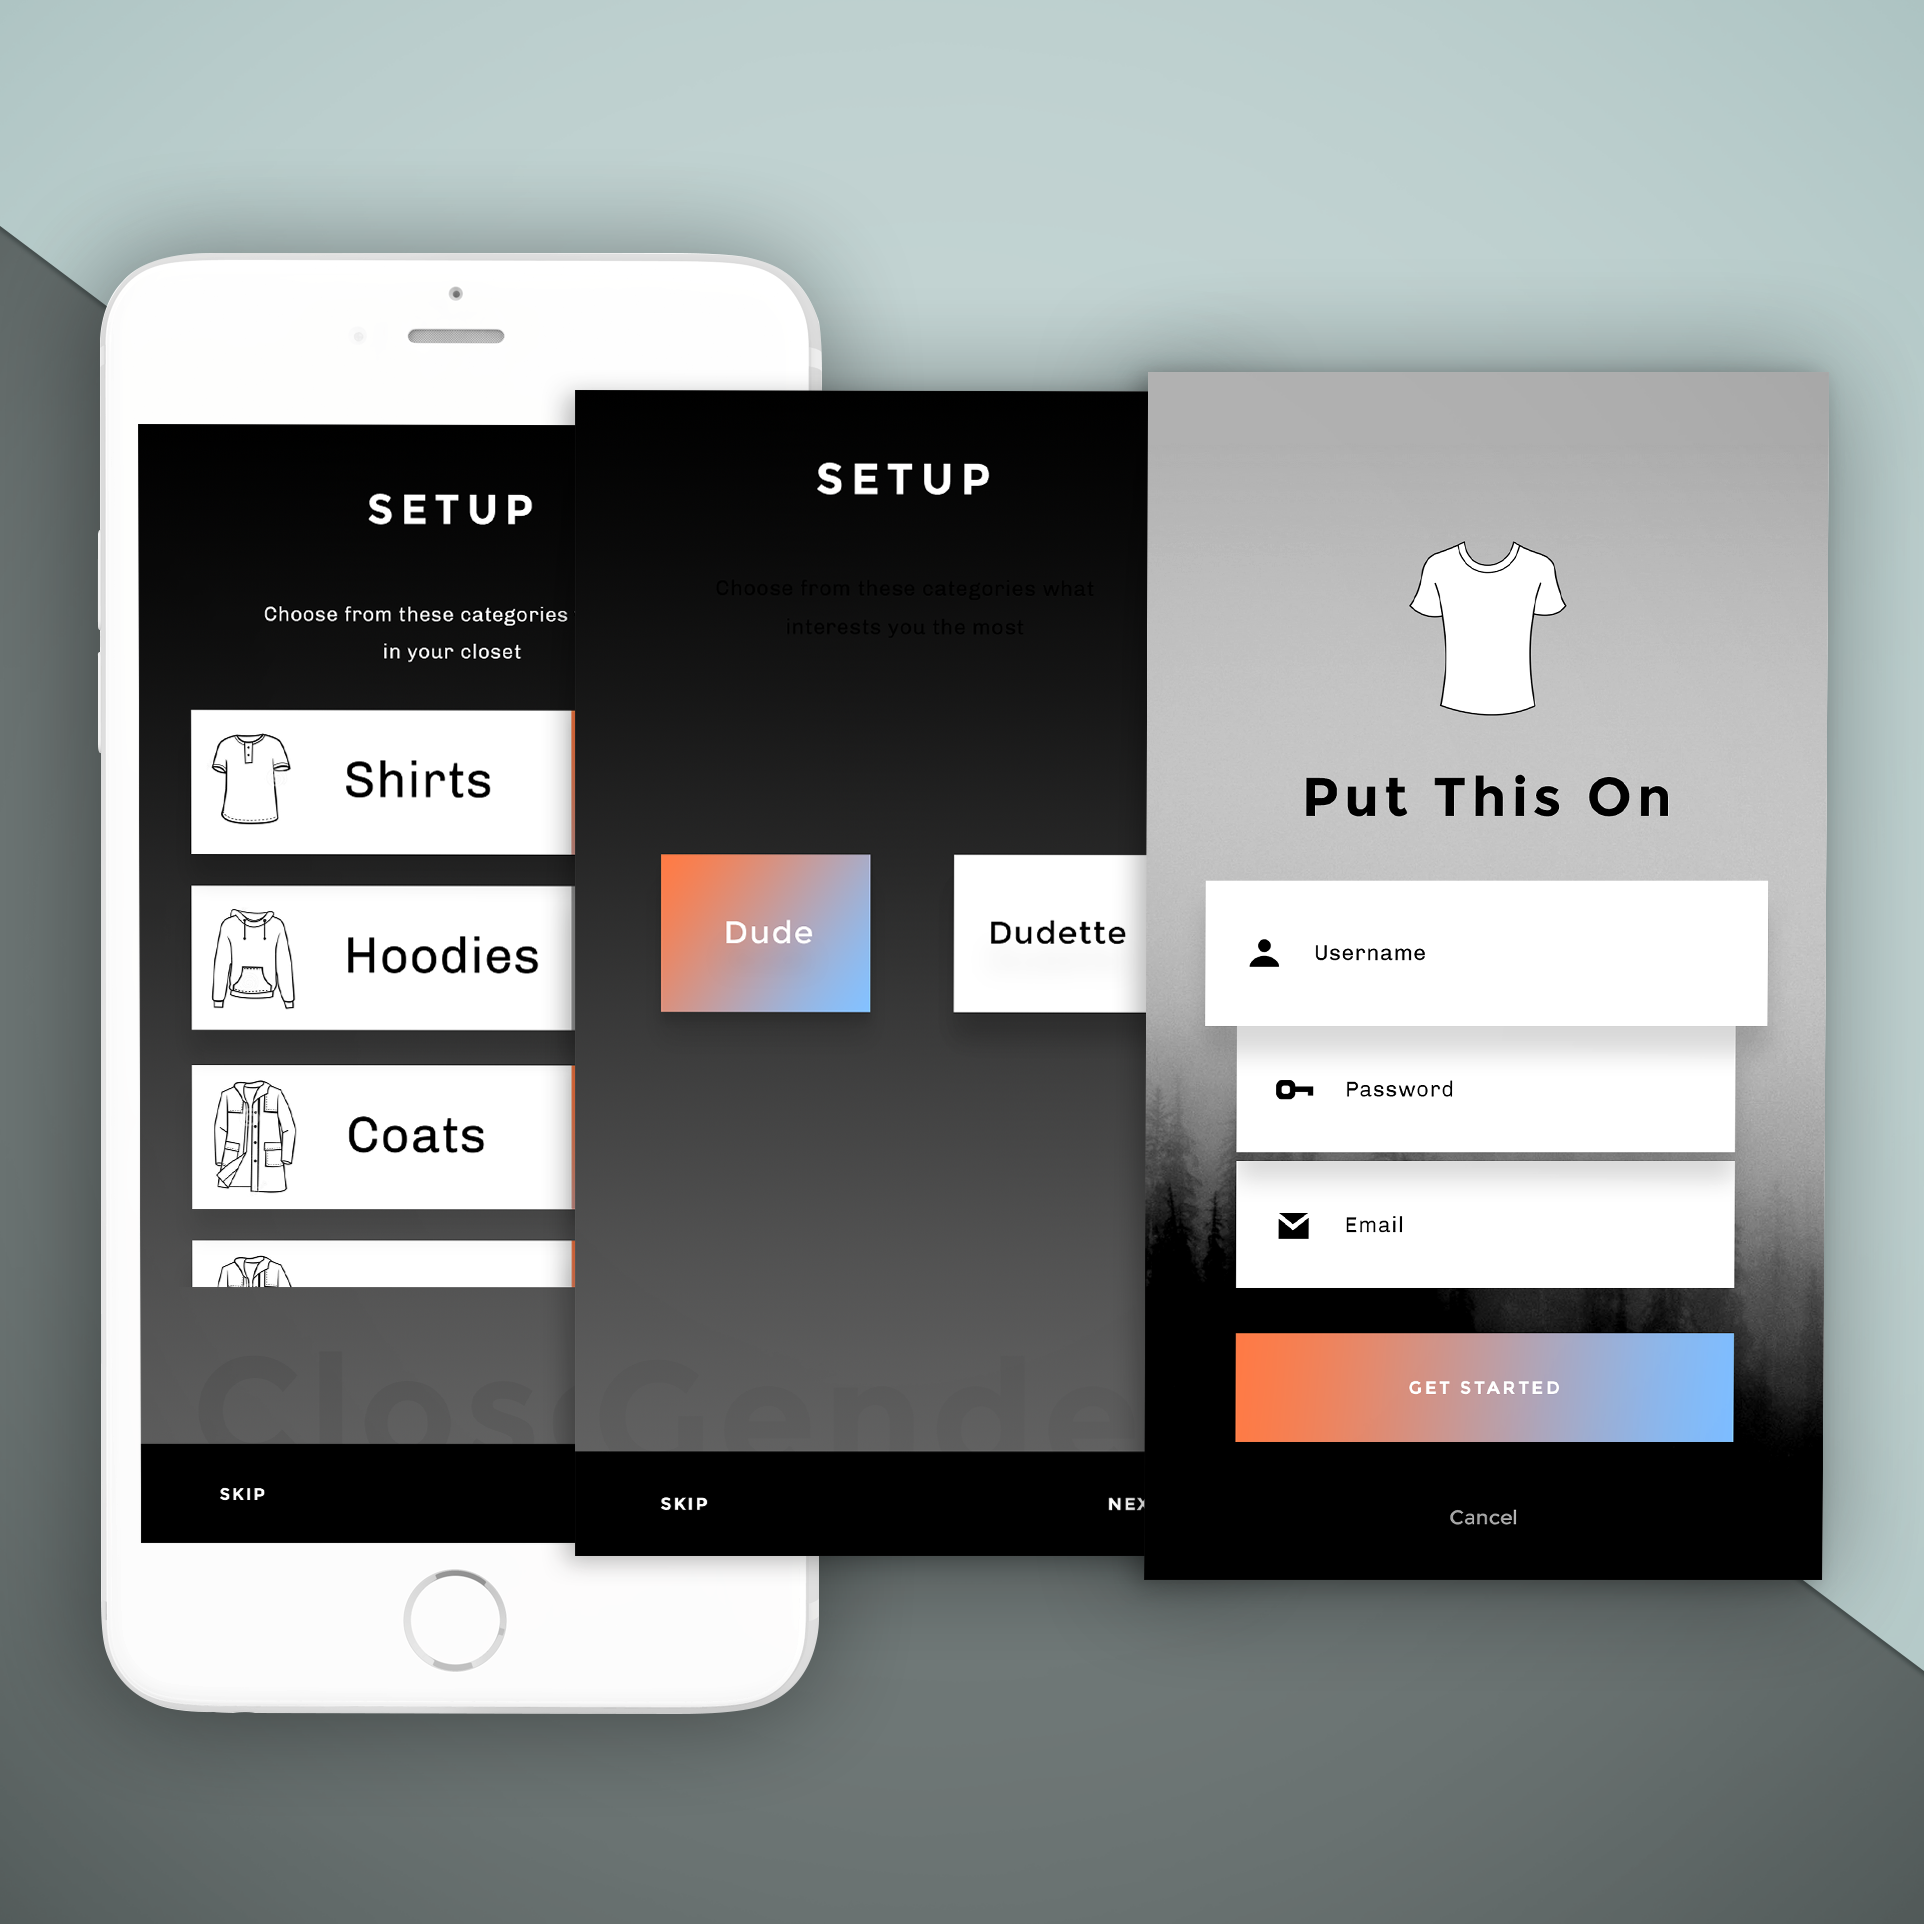 SETUP
Choose from these categories
in your closet
Shirts
Hoodies
Coats
Clos
SKIP
SETUP
Choose from these categories what
interests you the most
Dude
Dudette
Gende
SKIP
NEX
Put This On
Username
Password
Email
GET STARTED
Cancel